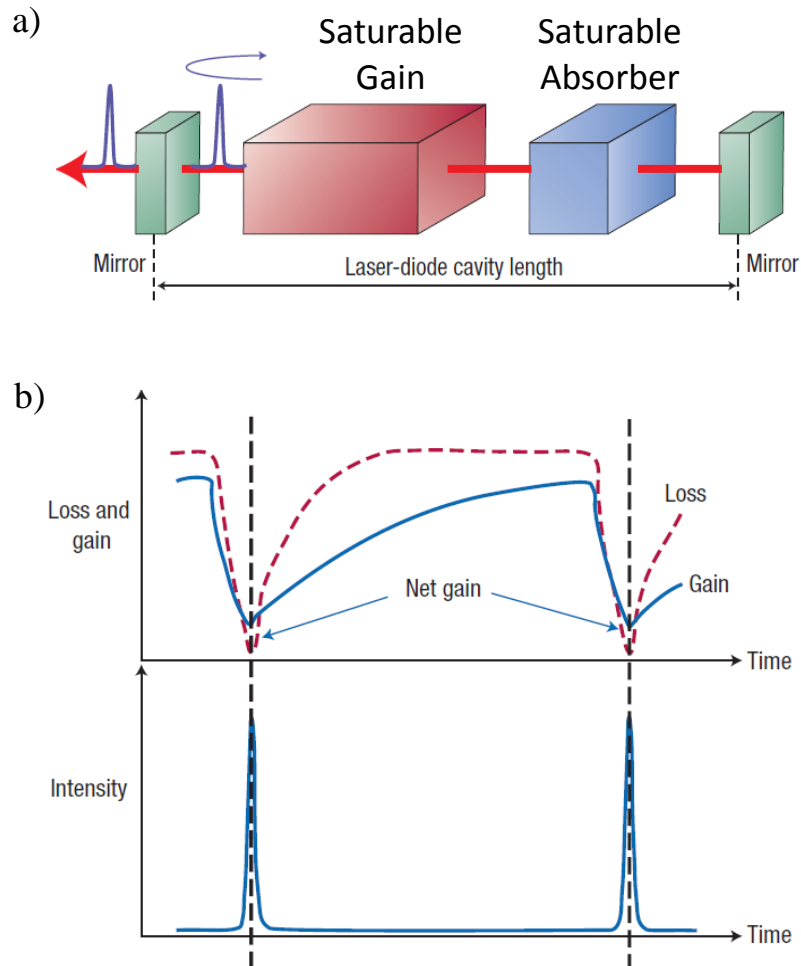 a)
Saturable
Gain
Saturable
Absorber
Mirror
Laser-diode cavity length
Mirror
b)
Loss and
gain
Loss
Net gain
Gain
Time
Intensity
Time